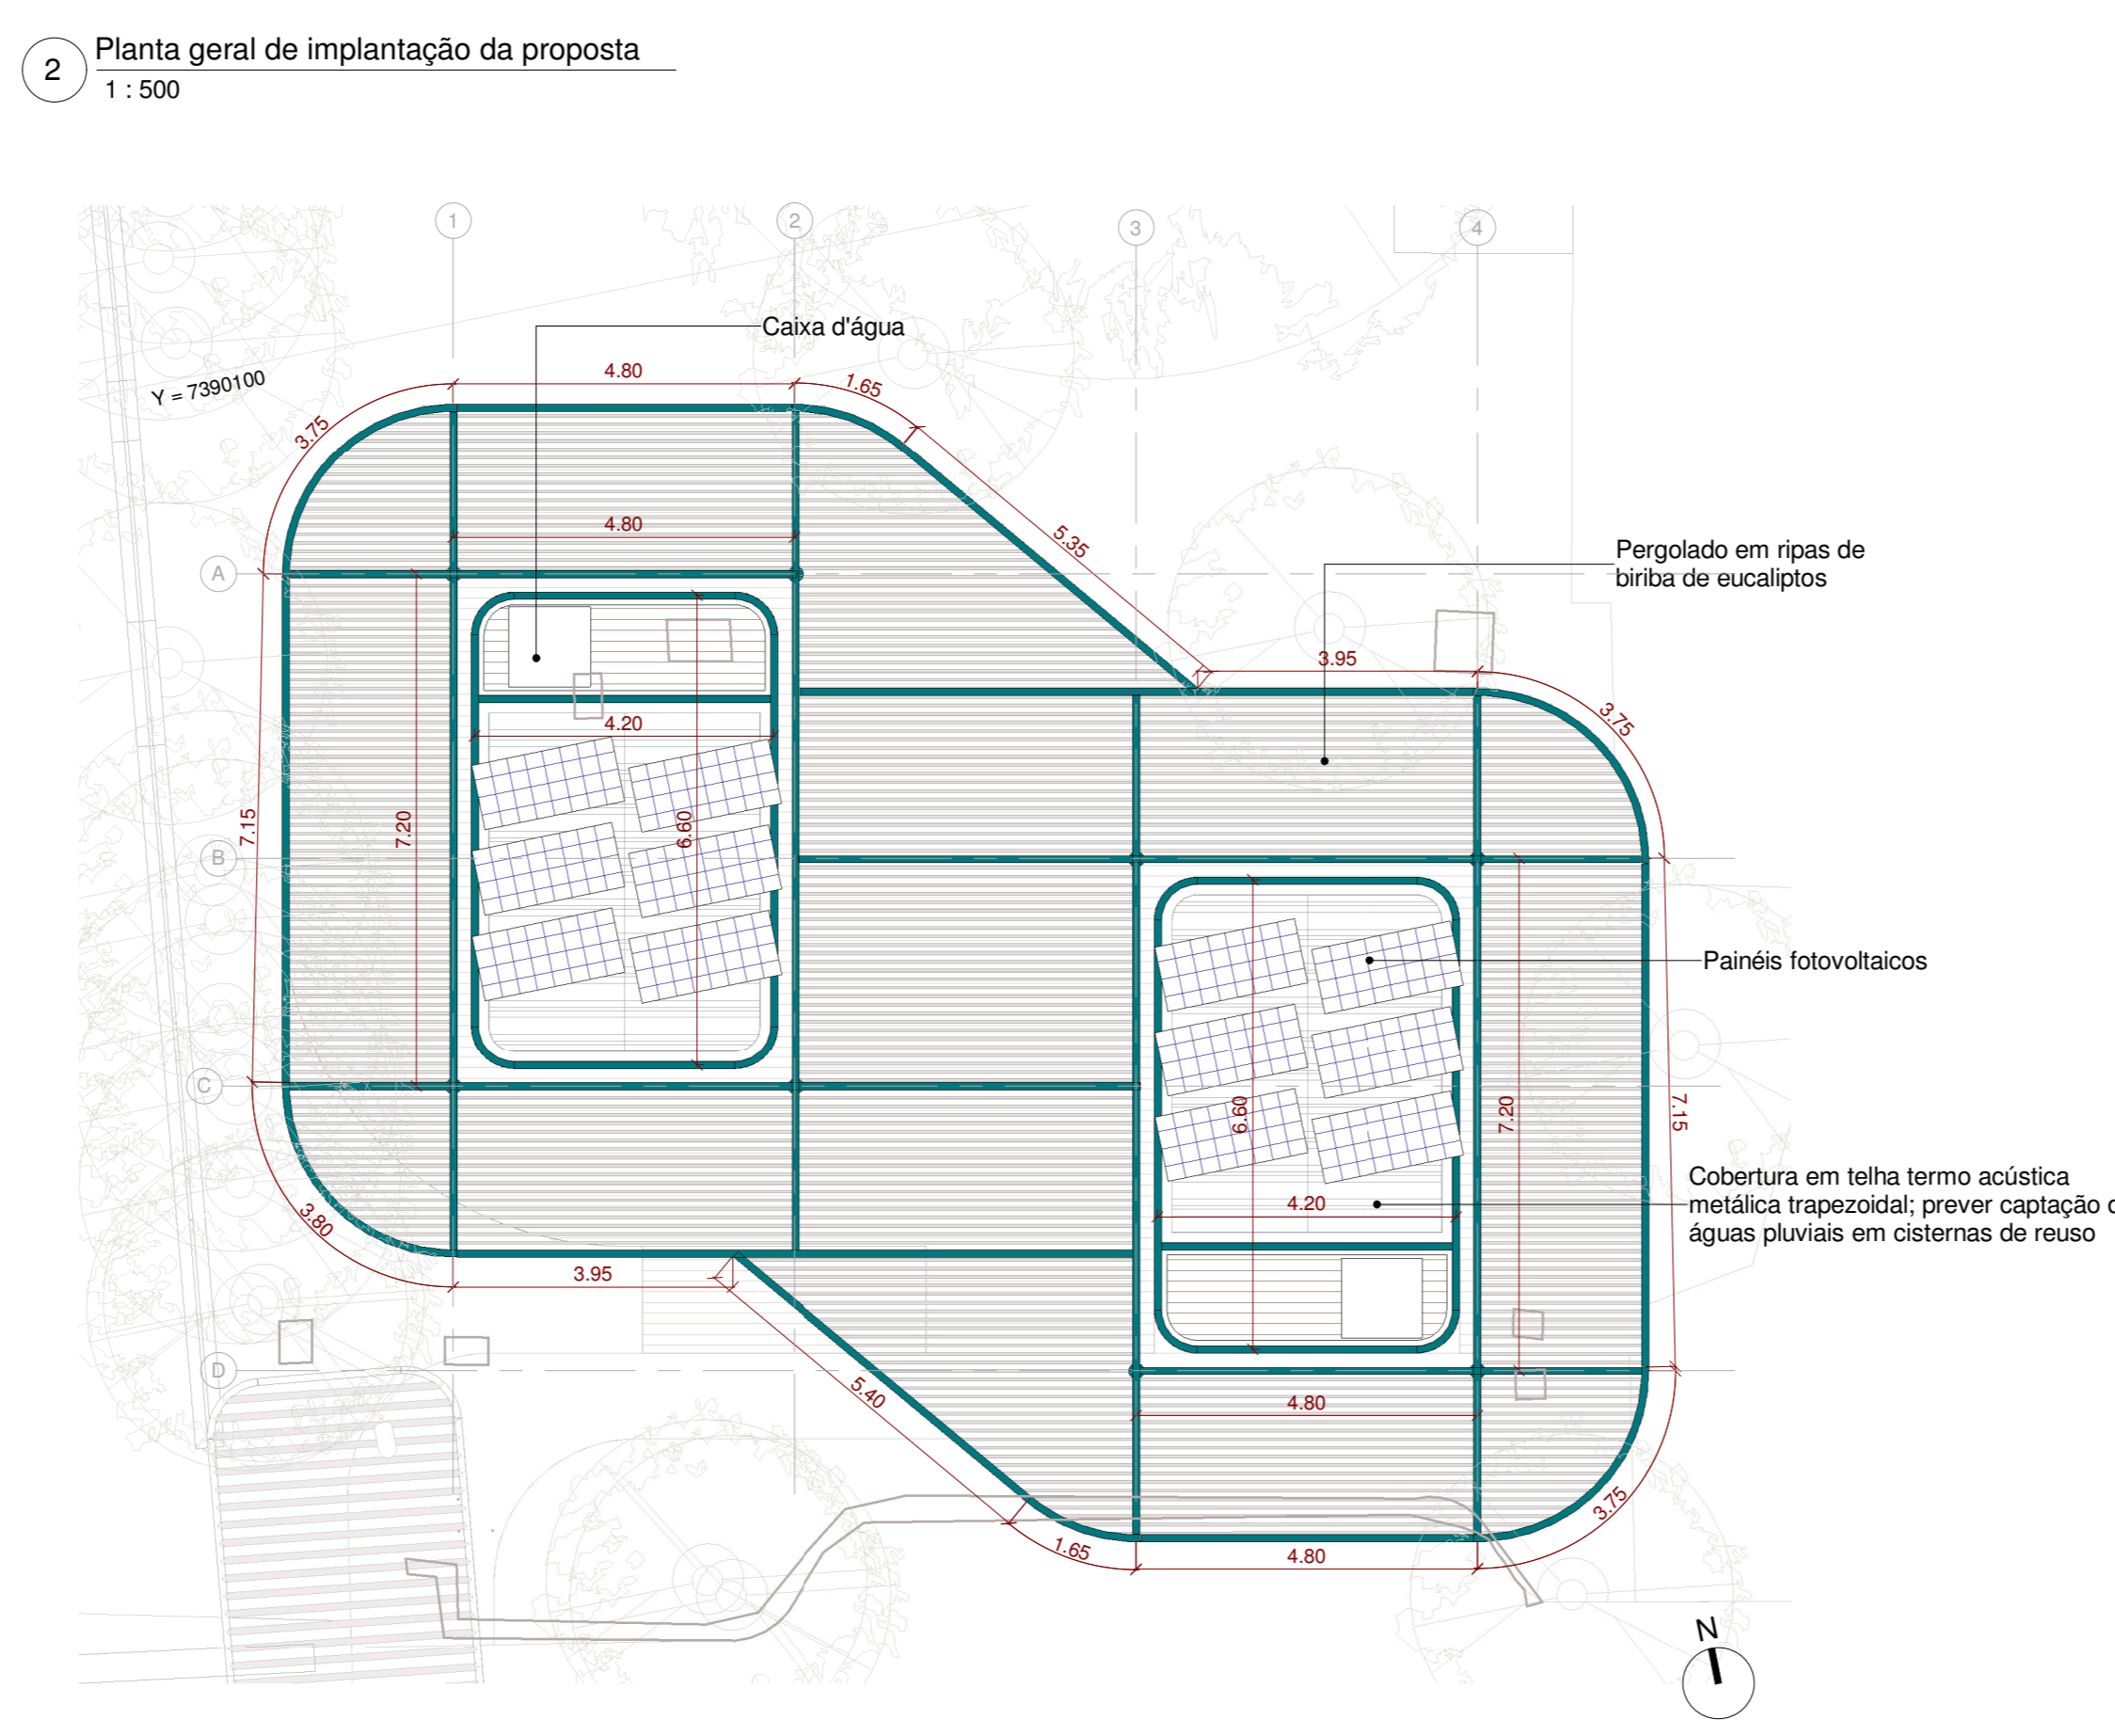 2
Planta geral de implantação da proposta
1 : 500
1
2
3
4
Caixa d'água
4.80
1.65
Y = 7390100
3.75
4.80
5.35
Pergolado em ripas de
biriba de eucaliptos
A
3.95
3.75
4.20
7.15
7.20
6.60
B
Painéis fotovoltaicos
C
6.60
7.20
7.15
Cobertura em telha termo acústica
metálica trapezoidal; prever captação
águas pluviais em cisternas de reuso
4.20
3.80
3.95
D
5.40
4.80
3.75
1.65
4.80
N